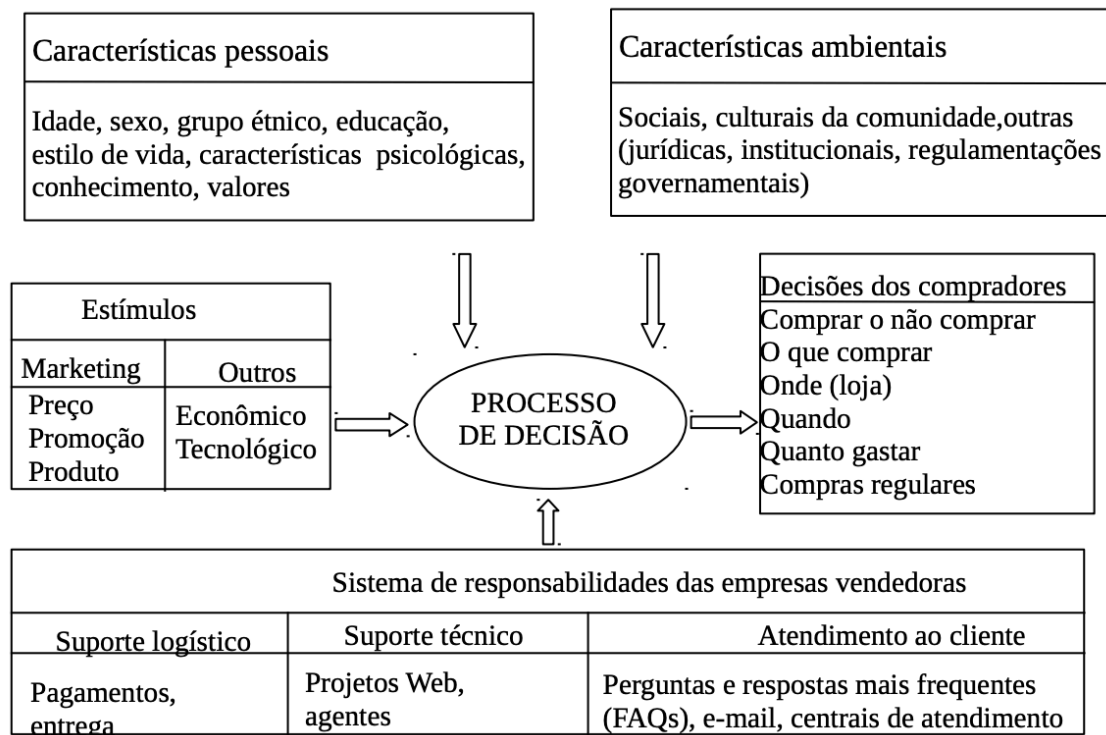 Características pessoais
Idade, sexo, grupo étnico, educação,
estilo de vida, características psicológicas,
conhecimento, valores
Características ambientais
Sociais, culturais da comunidade,outras
(jurídicas, institucionais, regulamentações
governamentais)
Estímulos
Marketing
Preço
Promoção
Produto
Outros
Econômico
Tecnológico
PROCESSO
DE DECISÃO
Decisões dos compradores
Comprar o não comprar
O que comprar
Onde (loja)
Quando
Quanto gastar
Compras regulares
Sistema de responsabilidades das empresas vendedoras
Suporte logístico
Pagamentos,
entrega
Suporte técnico
Projetos Web,
agentes
Atendimento ao cliente
Perguntas e respostas mais frequentes
(FAQs), e-mail, centrais de atendimento